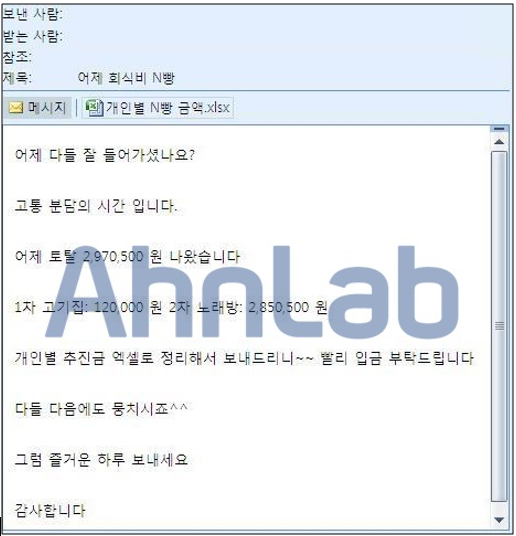 보낸 사람:
받는 사람:
참조:
제목: 어제 회식비 N빵
메시지 개인별 N빵 금액.xlsx
어제 다들 잘 들어가셨나요?
고통 분담의 시간 입니다.
어제 토탈 2,970,500 원 나왔습니다
AhnLab
1차 고기집: 120,000 원 2차 노래방: 2,850,500 원
개인별 추진금 엑셀로 정리해서 보내드리니~~ 빨리 입금 부탁드립니다
다들 다음에도 뭉치시죠^^
그럼 즐거운 하루 보내세요
감사합니다